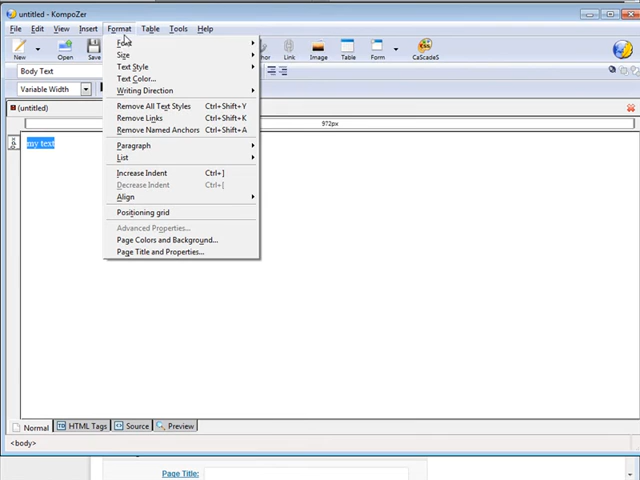 untitled - KompoZer
File Edit View Insert Format Table Tools Help
New Open Save Link Image Table CaScadeS
Body Text
Variable Width
(untitled)
972px
my text
Font
Size
Text Style
Text Color...
Writing Direction
Remove All Text Styles Ctrl+Shift+Y
Remove Links Ctrl+Shift+K
Remove Named Anchors Ctrl+Shift+A
Paragraph
List
Increase Indent Ctrl+]
Decrease Indent Ctrl+[
Align
Positioning grid
Advanced Properties...
Page Colors and Background...
Page Title and Properties...
Normal HTML Tags Source Preview
<body>
Page Title: